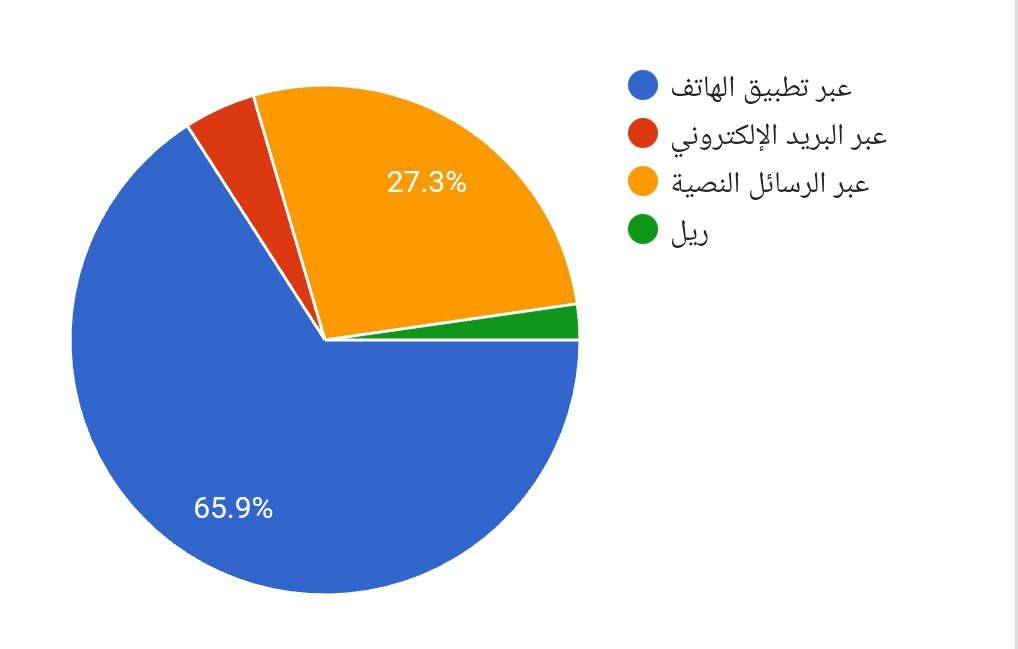 عبر تطبيق الهاتف
عبر البريد الإلكتروني
عبر الرسائل النصية
ريل
27.3%
65.9%